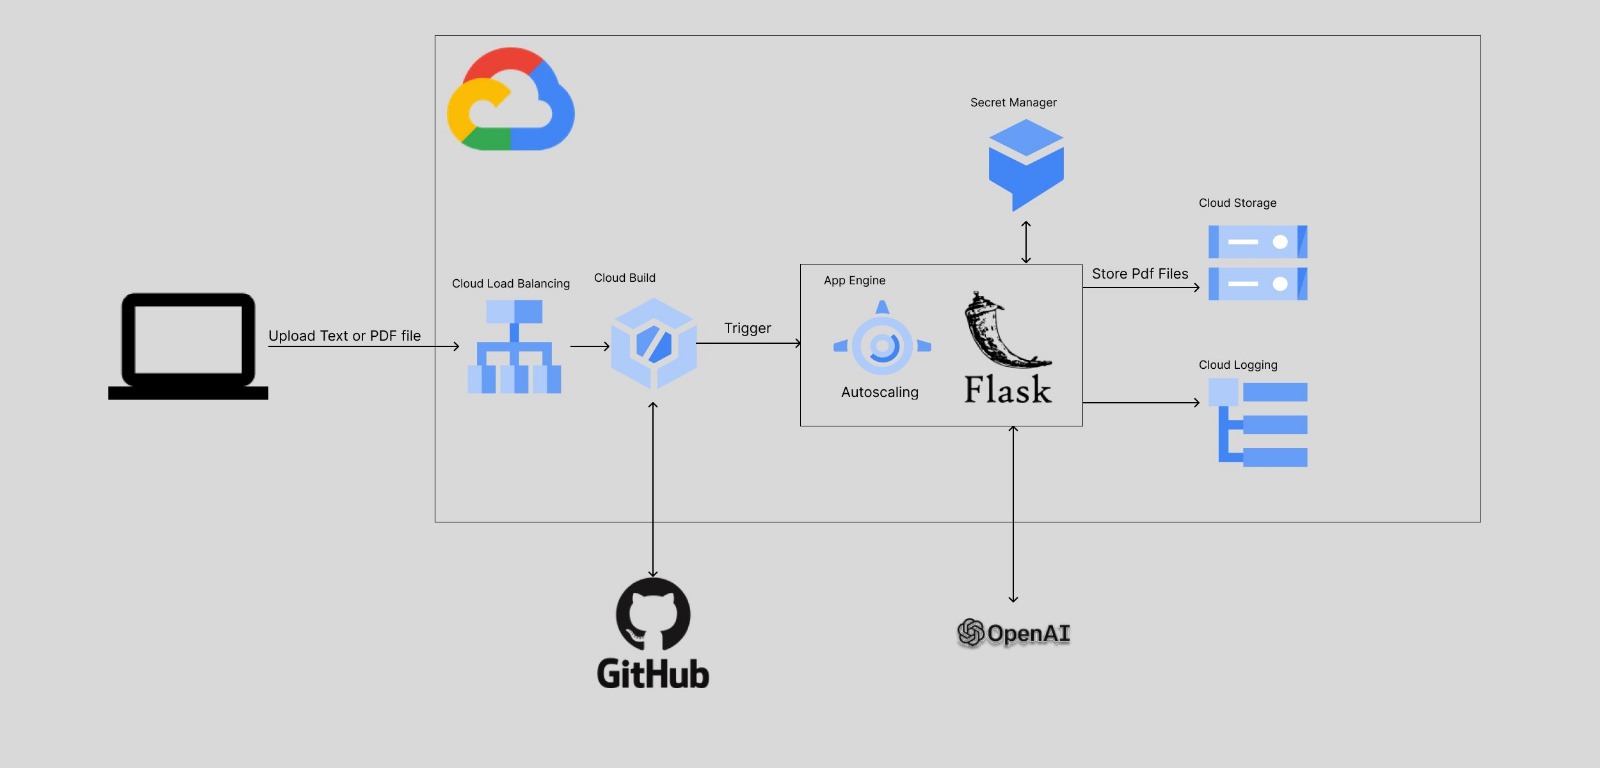 Secret Manager
Cloud Storage
Cloud Load Balancing
Cloud Build
App Engine
Store Pdf Files
Upload Text or PDF file
Trigger
Autoscaling
Flask
Cloud Logging
GitHub
OpenAI